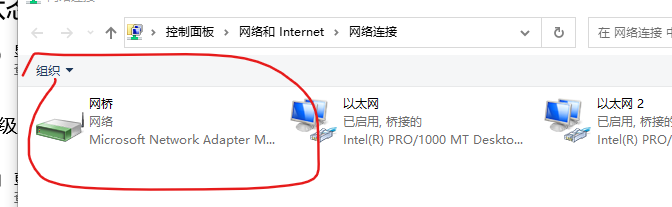 控制面板 > 网络和 Internet > 网络连接
在 网络连接 中
组织
网桥
网络
Microsoft Network Adapter M...
以太网
已启用, 桥接的
Intel(R) PRO/1000 MT Deskto...
以太网 2
已启用, 桥接的
Intel(R) PRO/1000 MT
级